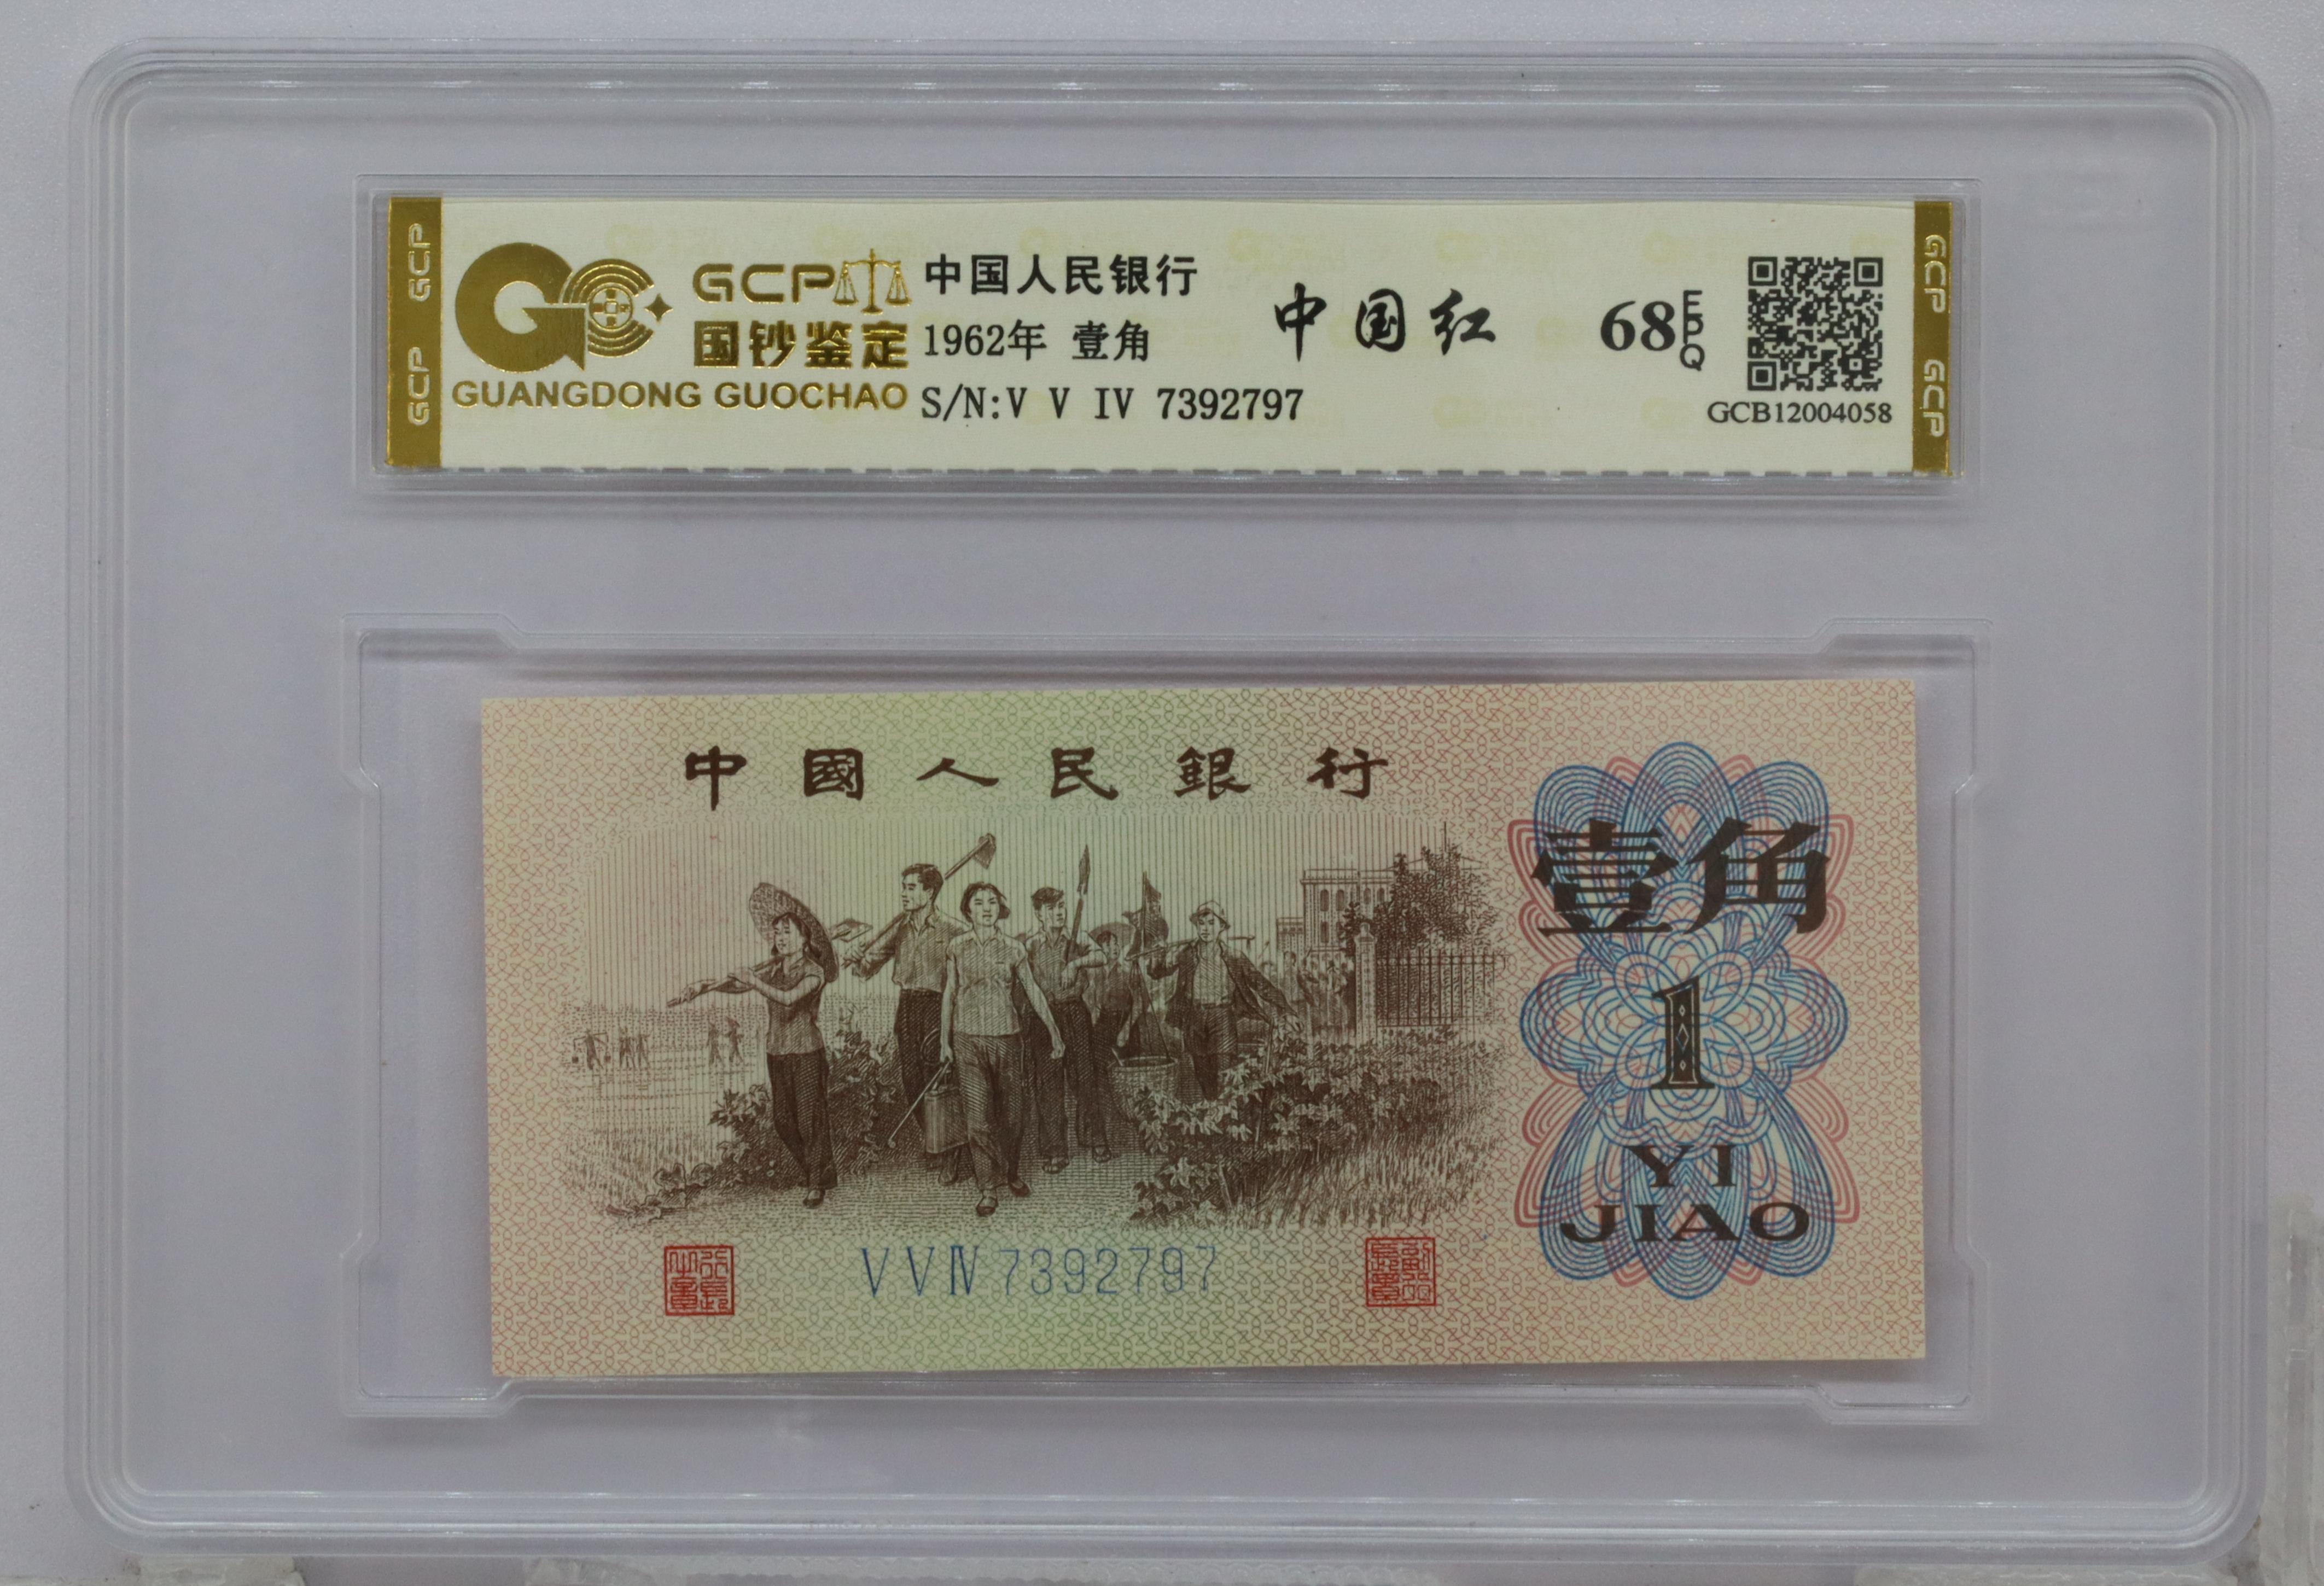 GCP GCP
GCP
国钞鉴定
GUANGDONG GUOCHAO
中国人民银行
1962年 壹角
S/N:V V IV 7392797
中国红
68 EPQ
GCB12004058
GCP GCP
中國人民銀行
壹角
1
YI
JIAO
V V Ⅳ 7392797